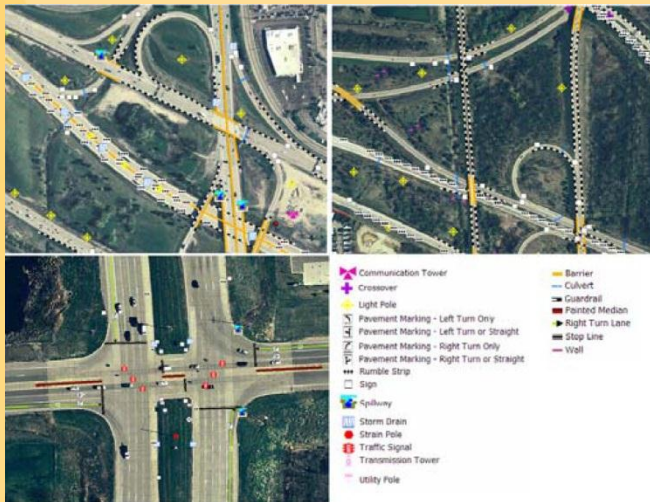 Communication Tower
Crossover
Light Pole
Pavement Marking - Left Turn Only
Pavement Marking - Left Turn or Straight
Pavement Marking - Right Turn Only
Pavement Marking - Right Turn or Straight
Rumble Strip
Sign
Spillway
Storm Drain
Strain Pole
Traffic Signal
Transmission Tower
Utility Pole
Barrier
Culvert
Guardrail
Painted Median
Right Turn Lane
Stop Line
Wall